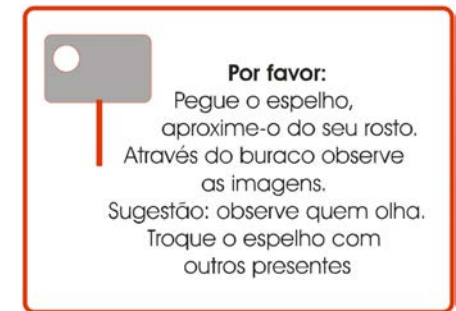 Por favor:
Pegue o espelho,
aproxime-o do seu rosto.
Através do buraco observe
as imagens.
Sugestão: observe quem olha.
Troque o espelho com
outros presentes